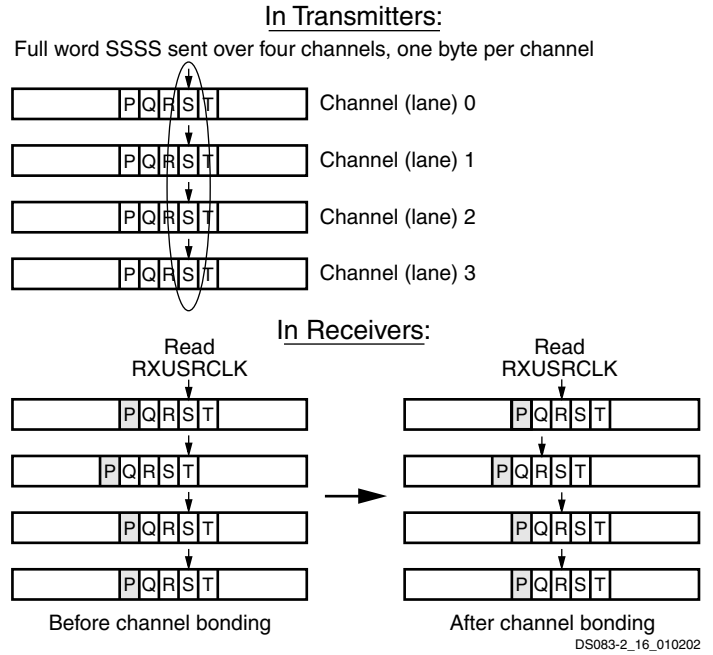 In Transmitters:
Full word SSSS sent over four channels, one byte per channel
P Q R S T Channel (lane) 0
P Q R S T Channel (lane) 1
P Q R S T Channel (lane) 2
P Q R S T Channel (lane) 3
In Receivers:
Read
RXUSRCLK
P Q R S T
P Q R S T
P Q R S T
P Q R S T
Before channel bonding
Read
RXUSRCLK
P Q R S T
P Q R S T
P Q R S T
P Q R S T
After channel bonding
DS083-2_16_010202